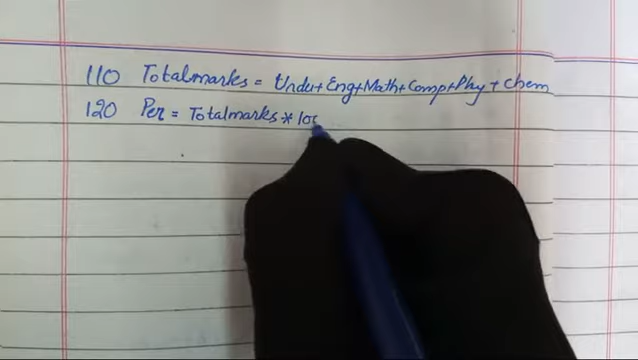 110 Totalmarks = Urdu+Eng+Math+Comp+Phy+Chem
120 Per = Totalmarks * 10